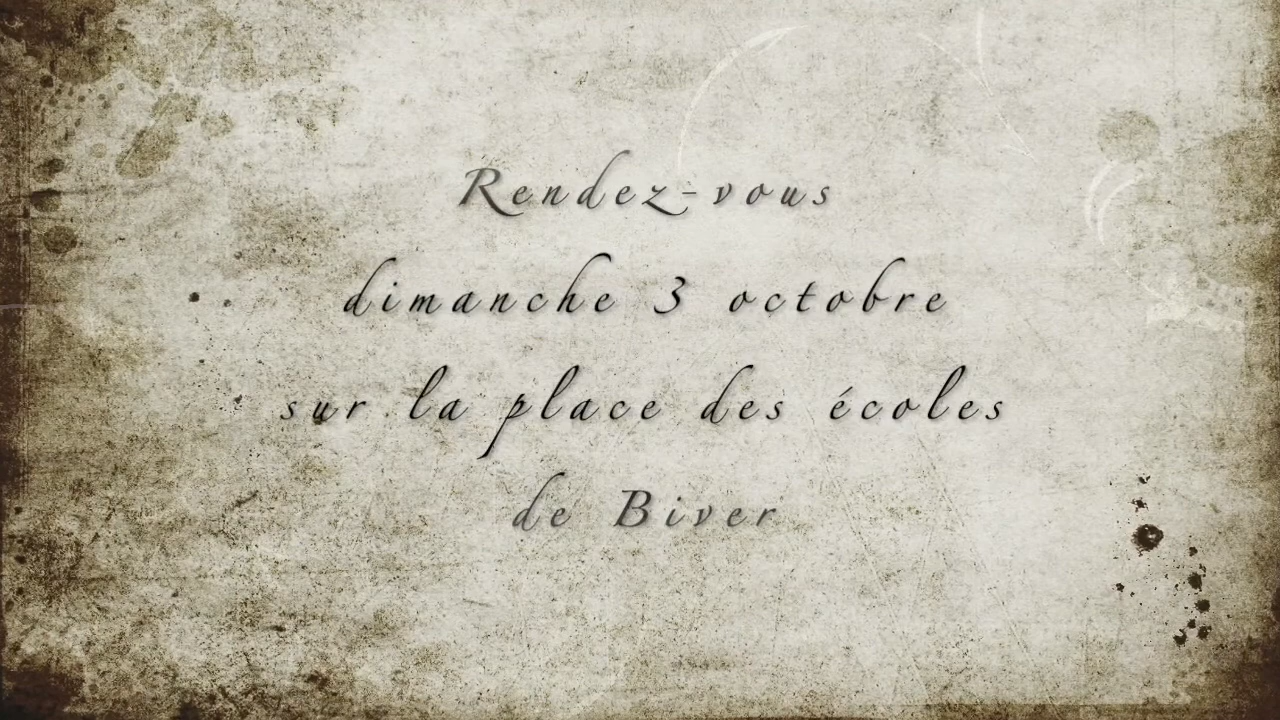 Rendez-vous
dimanche 3 octobre
sur la place des écoles
de Biver